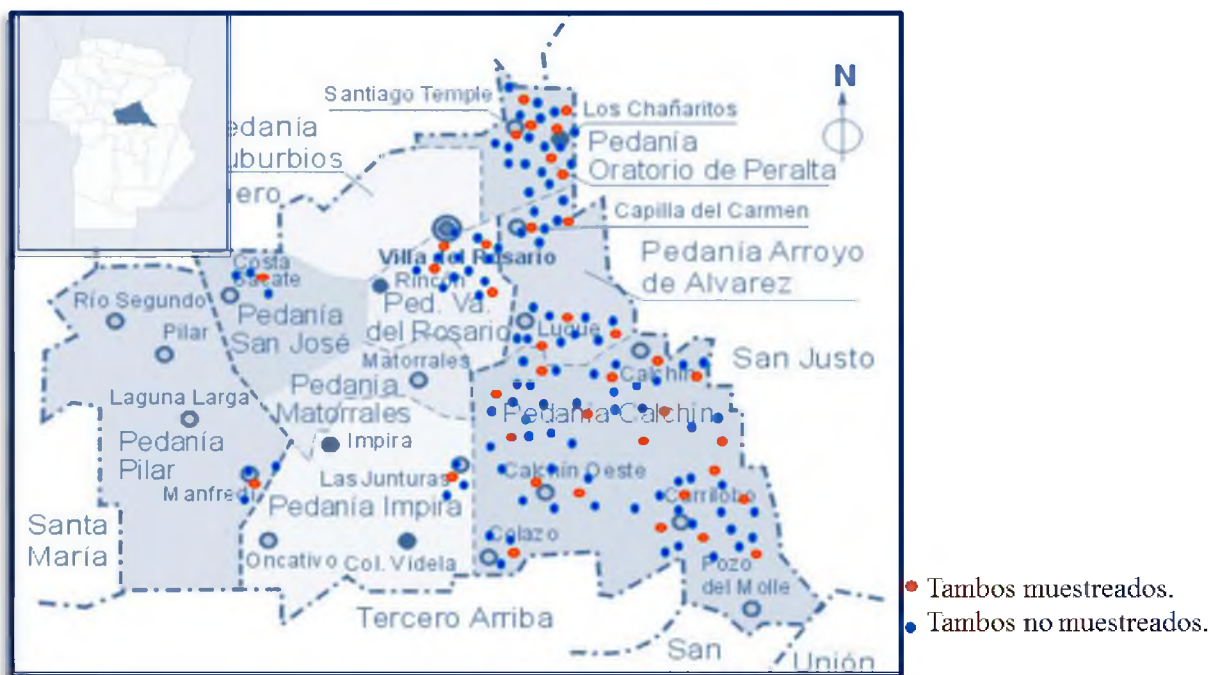 N
Santiago Temple
Los Chañaritos
edanía
uburbios
ero
Pedanía
Oratorio de Peralta
Capilla del Carmen
Villa del Rosario
Pedanía Arroyo
de Alvarez
Costa
Sacate
Rincón
Río Segundo
Pilar
Pedanía
San José
Ped. Va.
del Rosario
Luque
Matorrales
Calchín
San Justo
Laguna Larga
Pedanía
Matorrales
Pedanía Calchín
Pedanía
Pilar
Impira
Manfredi
Las Junturas
Calchín Oeste
Carrilobo
Pedanía Impira
Santa
María
Colazo
Oncativo
Col. Videla
Pozo
del Molle
Tercero Arriba
San
Unión
Tambos muestreados.
Tambos no muestreados.